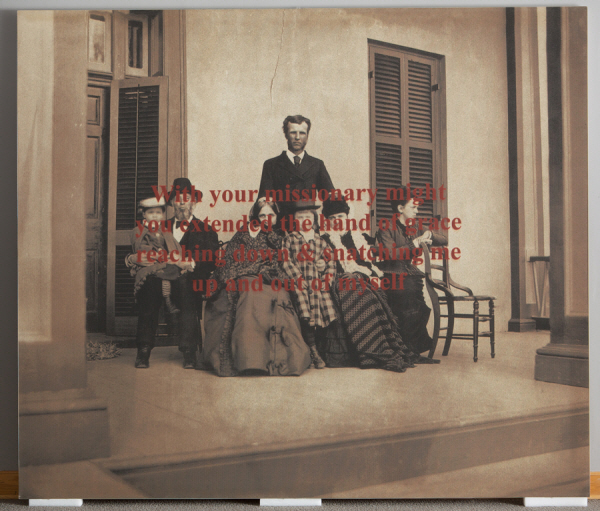 With your missionary might
you extended the hand of grace
reaching down & snatching me
up and out of myself